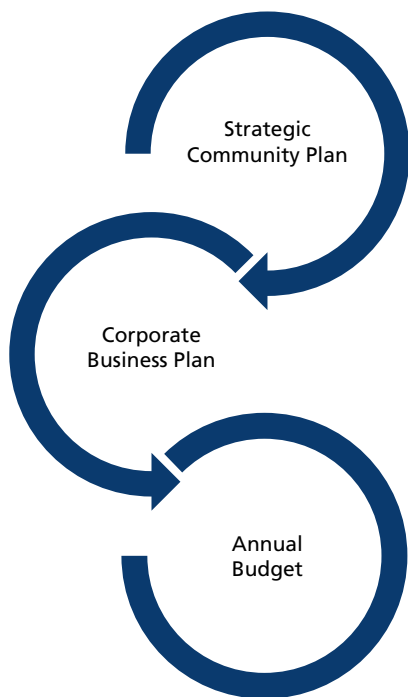 Strategic
Community Plan
Corporate
Business Plan
Annual
Budget